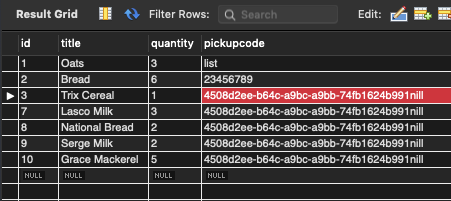 Result Grid Filter Rows: Search Edit:
id title quantity pickupcode
1 Oats 3 list
2 Bread 6 23456789
3 Trix Cereal 1 4508d2ee-b64c-a9bc-a9bb-74fb1624b991nill
7 Lasco Milk 3 4508d2ee-b64c-a9bc-a9bb-74fb1624b991nill
8 National Bread 2 4508d2ee-b64c-a9bc-a9bb-74fb1624b991nill
9 Serge Milk 2 4508d2ee-b64c-a9bc-a9bb-74fb1624b991nill
10 Grace Mackerel 5 4508d2ee-b64c-a9bc-a9bb-74fb1624b991nill
NULL NULL NULL NULL